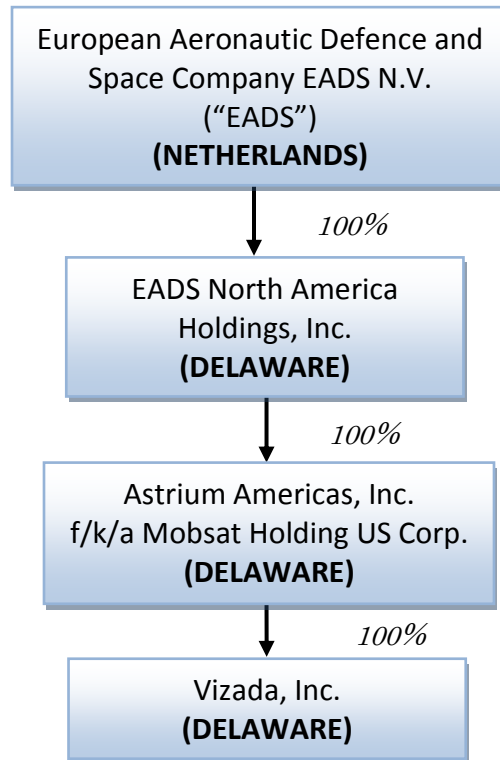 European Aeronautic Defence and
Space Company EADS N.V.
(“EADS”)
(NETHERLANDS)
100%
EADS North America
Holdings, Inc.
(DELAWARE)
100%
Astrium Americas, Inc.
f/k/a Mobsat Holding US Corp.
(DELAWARE)
100%
Vizada, Inc.
(DELAWARE)